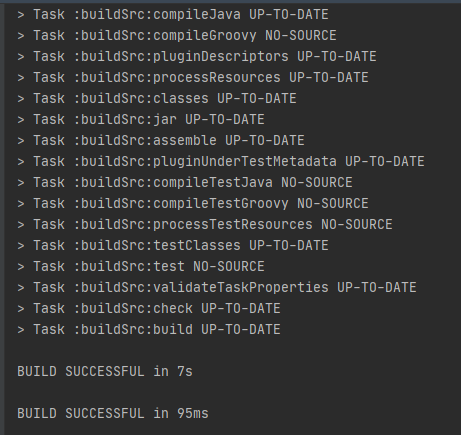 > Task :buildSrc:compileJava UP-TO-DATE
> Task :buildSrc:compileGroovy NO-SOURCE
> Task :buildSrc:pluginDescriptors UP-TO-DATE
> Task :buildSrc:processResources UP-TO-DATE
> Task :buildSrc:classes UP-TO-DATE
> Task :buildSrc:jar UP-TO-DATE
> Task :buildSrc:assemble UP-TO-DATE
> Task :buildSrc:pluginUnderTestMetadata UP-TO-DATE
> Task :buildSrc:compileTestJava NO-SOURCE
> Task :buildSrc:compileTestGroovy NO-SOURCE
> Task :buildSrc:processTestResources NO-SOURCE
> Task :buildSrc:testClasses UP-TO-DATE
> Task :buildSrc:test NO-SOURCE
> Task :buildSrc:validateTaskProperties UP-TO-DATE
> Task :buildSrc:check UP-TO-DATE
> Task :buildSrc:build UP-TO-DATE
BUILD SUCCESSFUL in 7s
BUILD SUCCESSFUL in 95ms